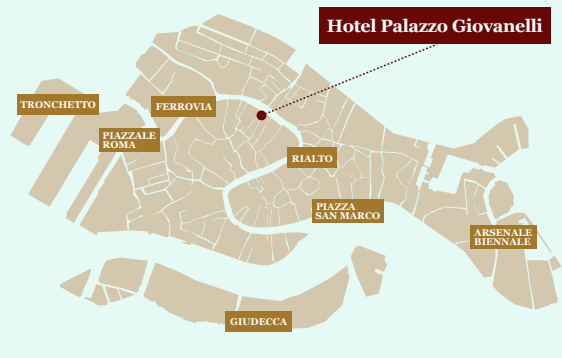 Hotel Palazzo Giovanelli
TRONCHETTO
FERROVIA
PIAZZALE
ROMA
RIALTO
PIAZZA
SAN MARCO
ARSENALE
BIENNALE
GIUDECCA